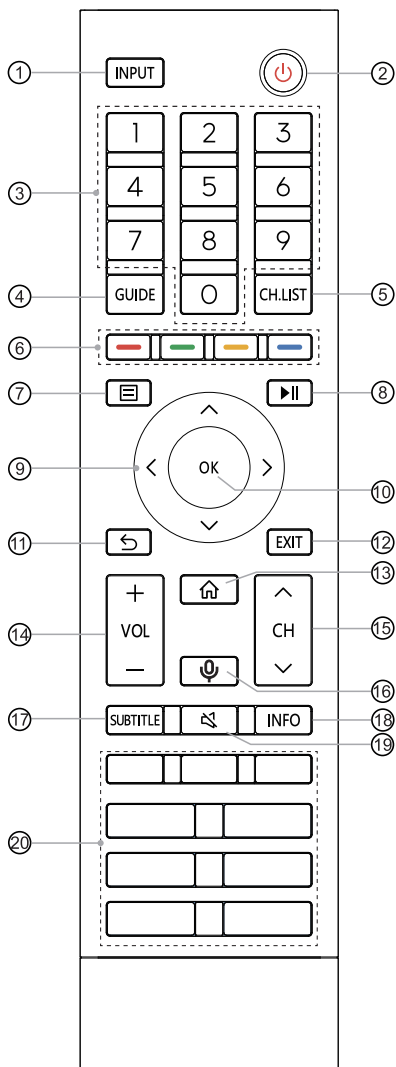 ① INPUT ②
1 2 3
③ 4 5 6
7 8 9
④ GUIDE 0 CH.LIST ⑤
⑥
⑦ ⑧
⑨ OK ⑩
⑪ EXIT ⑫
⑬
+
⑭ VOL CH ⑮
—
⑯
⑰ SUBTITLE INFO ⑱
⑲
⑳